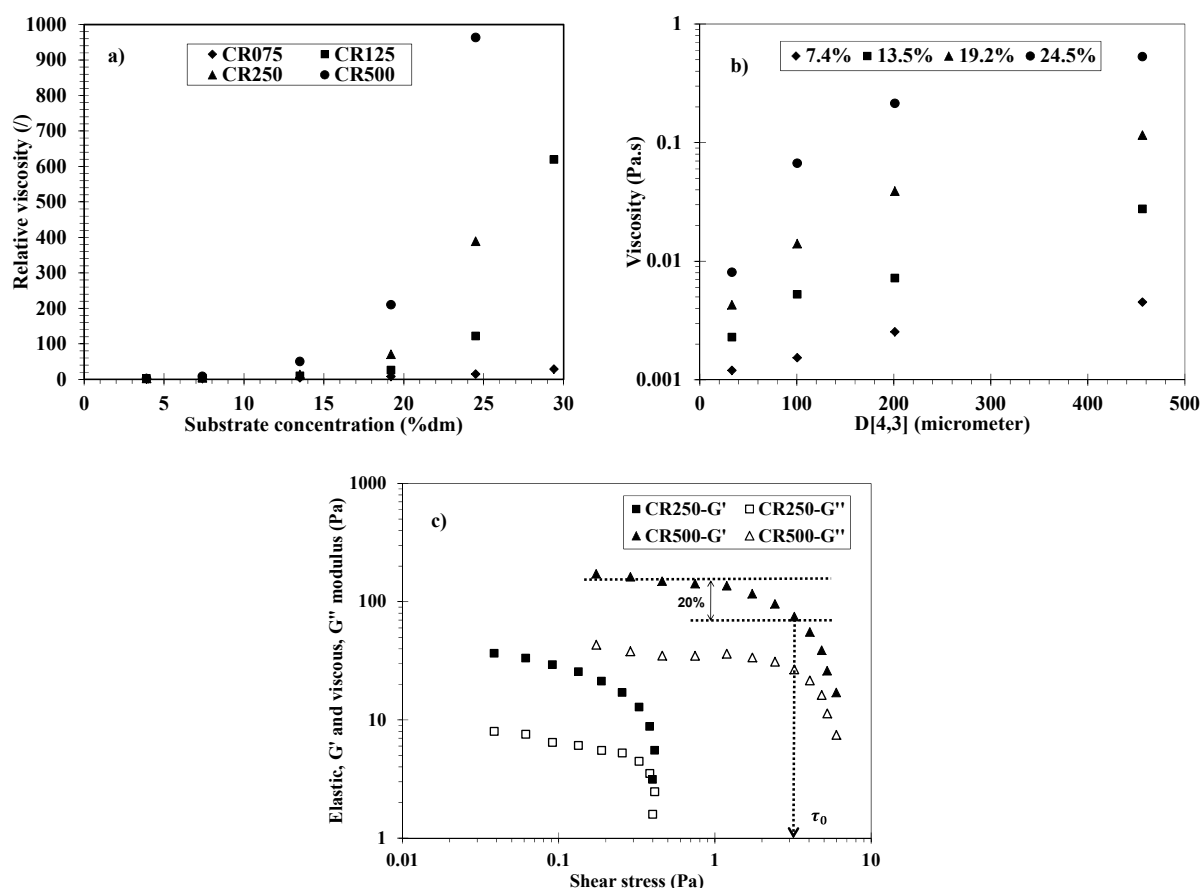 a)
CR075 CR125
CR250 CR500
1000
900
800
700
600
500
400
300
200
100
0
Relative viscosity (/)
0 5 10 15 20 25 30
Substrate concentration (%dm)
b)
7.4% 13.5% 19.2% 24.5%
1
0.1
0.01
0.001
Viscosity (Pa.s)
0 100 200 300 400 500
D[4,3] (micrometer)
c)
CR250-G' CR250-G''
CR500-G' CR500-G''
1000
100
10
1
Elastic, G' and viscous, G'' modulus (Pa)
20%
τ0
0.01 0.1 1 10
Shear stress (Pa)